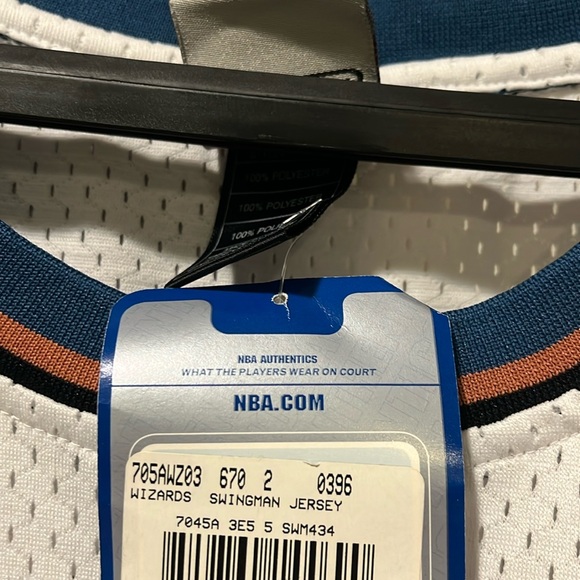 100% POLYESTER
100% POLYESTER
100%
NBA AUTHENTICS
WHAT THE PLAYERS WEAR ON COURT
NBA.COM
705AWZ03 670 2 0396
WIZARDS SWINGMAN JERSEY
7045A 3E5 5 SWM434